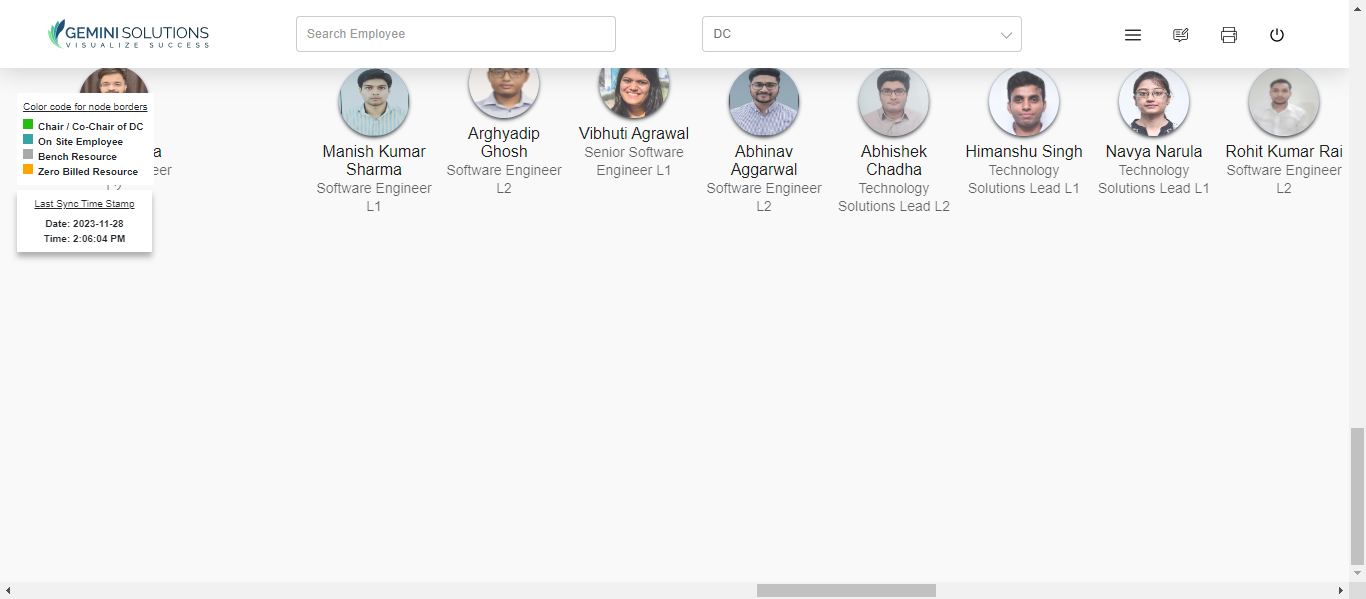 GEMINI SOLUTIONS
VISUALIZE SUCCESS
Search Employee
DC
Color code for node borders
Chair / Co-Chair of DC
On Site Employee
Bench Resource
Zero Billed Resource
Last Sync Time Stamp
Date: 2023-11-28
Time: 2:06:04 PM
a
eer
L2
Manish Kumar
Sharma
Software Engineer
L1
Arghyadip
Ghosh
Software Engineer
L2
Vibhuti Agrawal
Senior Software
Engineer L1
Abhinav
Aggarwal
Software Engineer
L2
Abhishek
Chadha
Technology
Solutions Lead L2
Himanshu Singh
Technology
Solutions Lead L1
Navya Narula
Technology
Solutions Lead L1
Rohit Kumar Rai
Software Engineer
L2